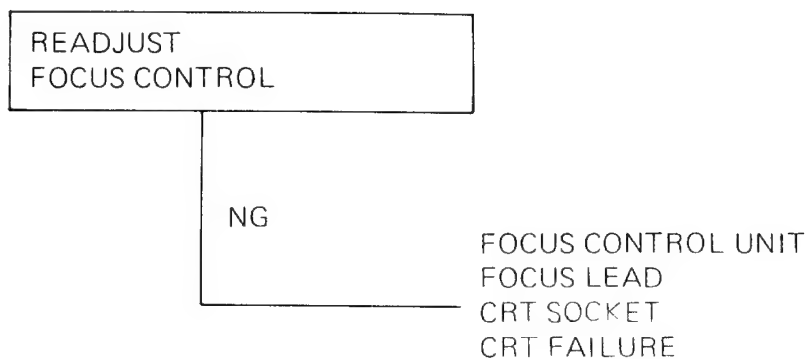 READJUST
FOCUS CONTROL
NG
FOCUS CONTROL UNIT
FOCUS LEAD
CRT SOCKET
CRT FAILURE